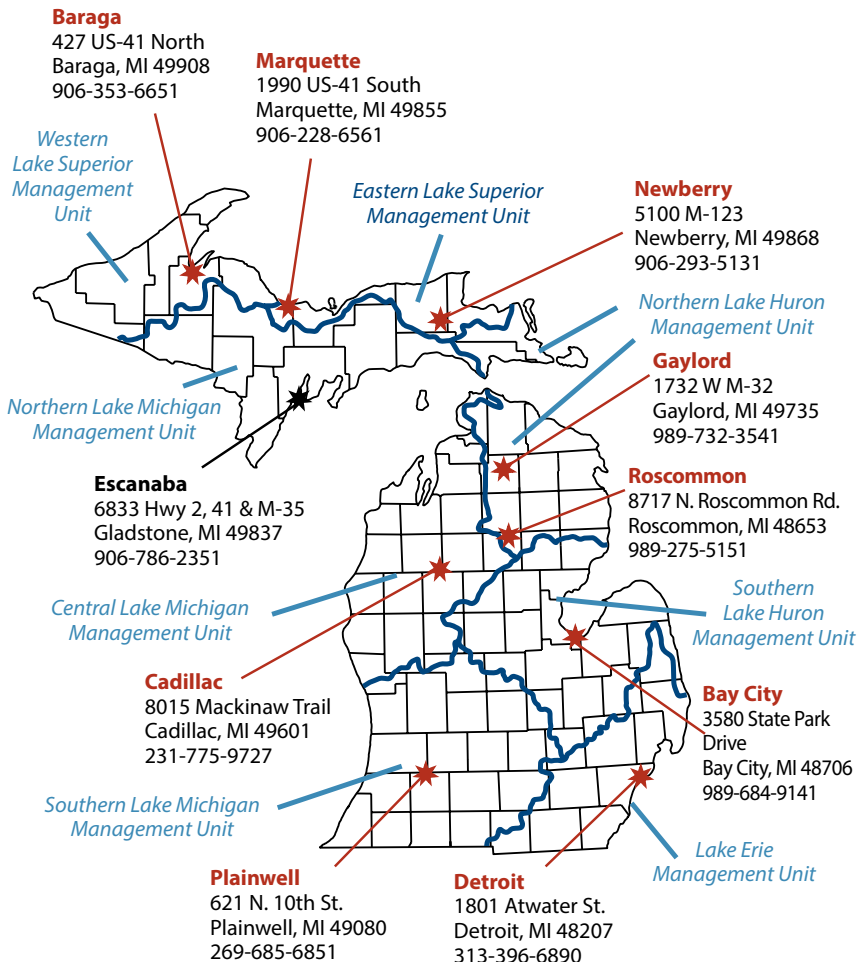 Baraga
427 US-41 North
Baraga, MI 49908
906-353-6651
Marquette
1990 US-41 South
Marquette, MI 49855
906-228-6561
Western
Lake Superior
Management
Unit
Eastern Lake Superior
Management Unit
Newberry
5100 M-123
Newberry, MI 49868
906-293-5131
Northern Lake Huron
Management Unit
Gaylord
1732 W M-32
Gaylord, MI 49735
989-732-3541
Northern Lake Michigan
Management Unit
Escanaba
6833 Hwy 2, 41 & M-35
Gladstone, MI 49837
906-786-2351
Roscommon
8717 N. Roscommon Rd.
Roscommon, MI 48653
989-275-5151
Central Lake Michigan
Management Unit
Southern
Lake Huron
Management Unit
Cadillac
8015 Mackinaw Trail
Cadillac, MI 49601
231-775-9727
Bay City
3580 State Park
Drive
Bay City, MI 48706
989-684-9141
Southern Lake Michigan
Management Unit
Lake Erie
Management Unit
Plainwell
621 N. 10th St.
Plainwell, MI 49080
269-685-6851
Detroit
1801 Atwater St.
Detroit, MI 48207
313-396-6890